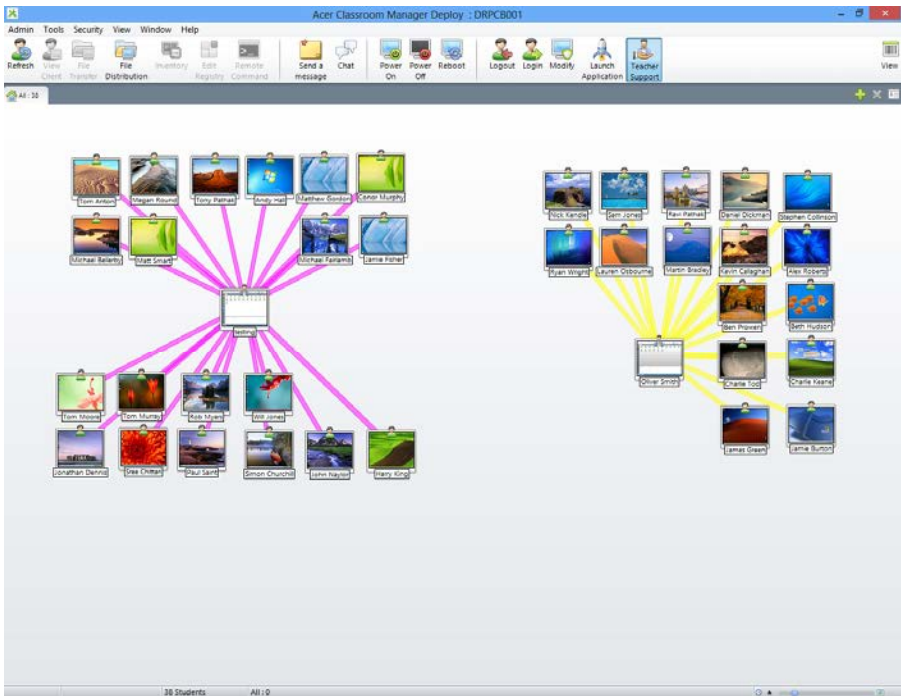 Acer Classroom Manager Deploy : DRPCB001
Admin Tools Security View Window Help
Refresh View Client File Transfer File Distribution Inventory Edit Registry Remote Command Send a message Chat Power On Power Off Reboot Logout Login Modify Launch Application Teacher Support View
All : 38
Tom Anton Megan Round Tony Pathak Andy Hall Matthew Gordon Conor Murphy
Michael Bellerby Matt Smart Michael Fairlamb Jamie Fisher
testing
Tom Moore Tom Murray Rob Myers Will Jones
Jonathan Dennis Gree Chittan Paul Saint Simon Churchill John Naylor Harry King
Nick Kendle Sam Jones Ravi Pathak Daniel Dickman Stephen Collinson
Ryan Wright Lauren Osbourne Martin Bradley Kevin Callaghan Alex Roberts
Ben Prowen Beth Hudson
Oliver Smith Charlie Tod Charlie Keane
James Green Jamie Burton
38 Students All : 0